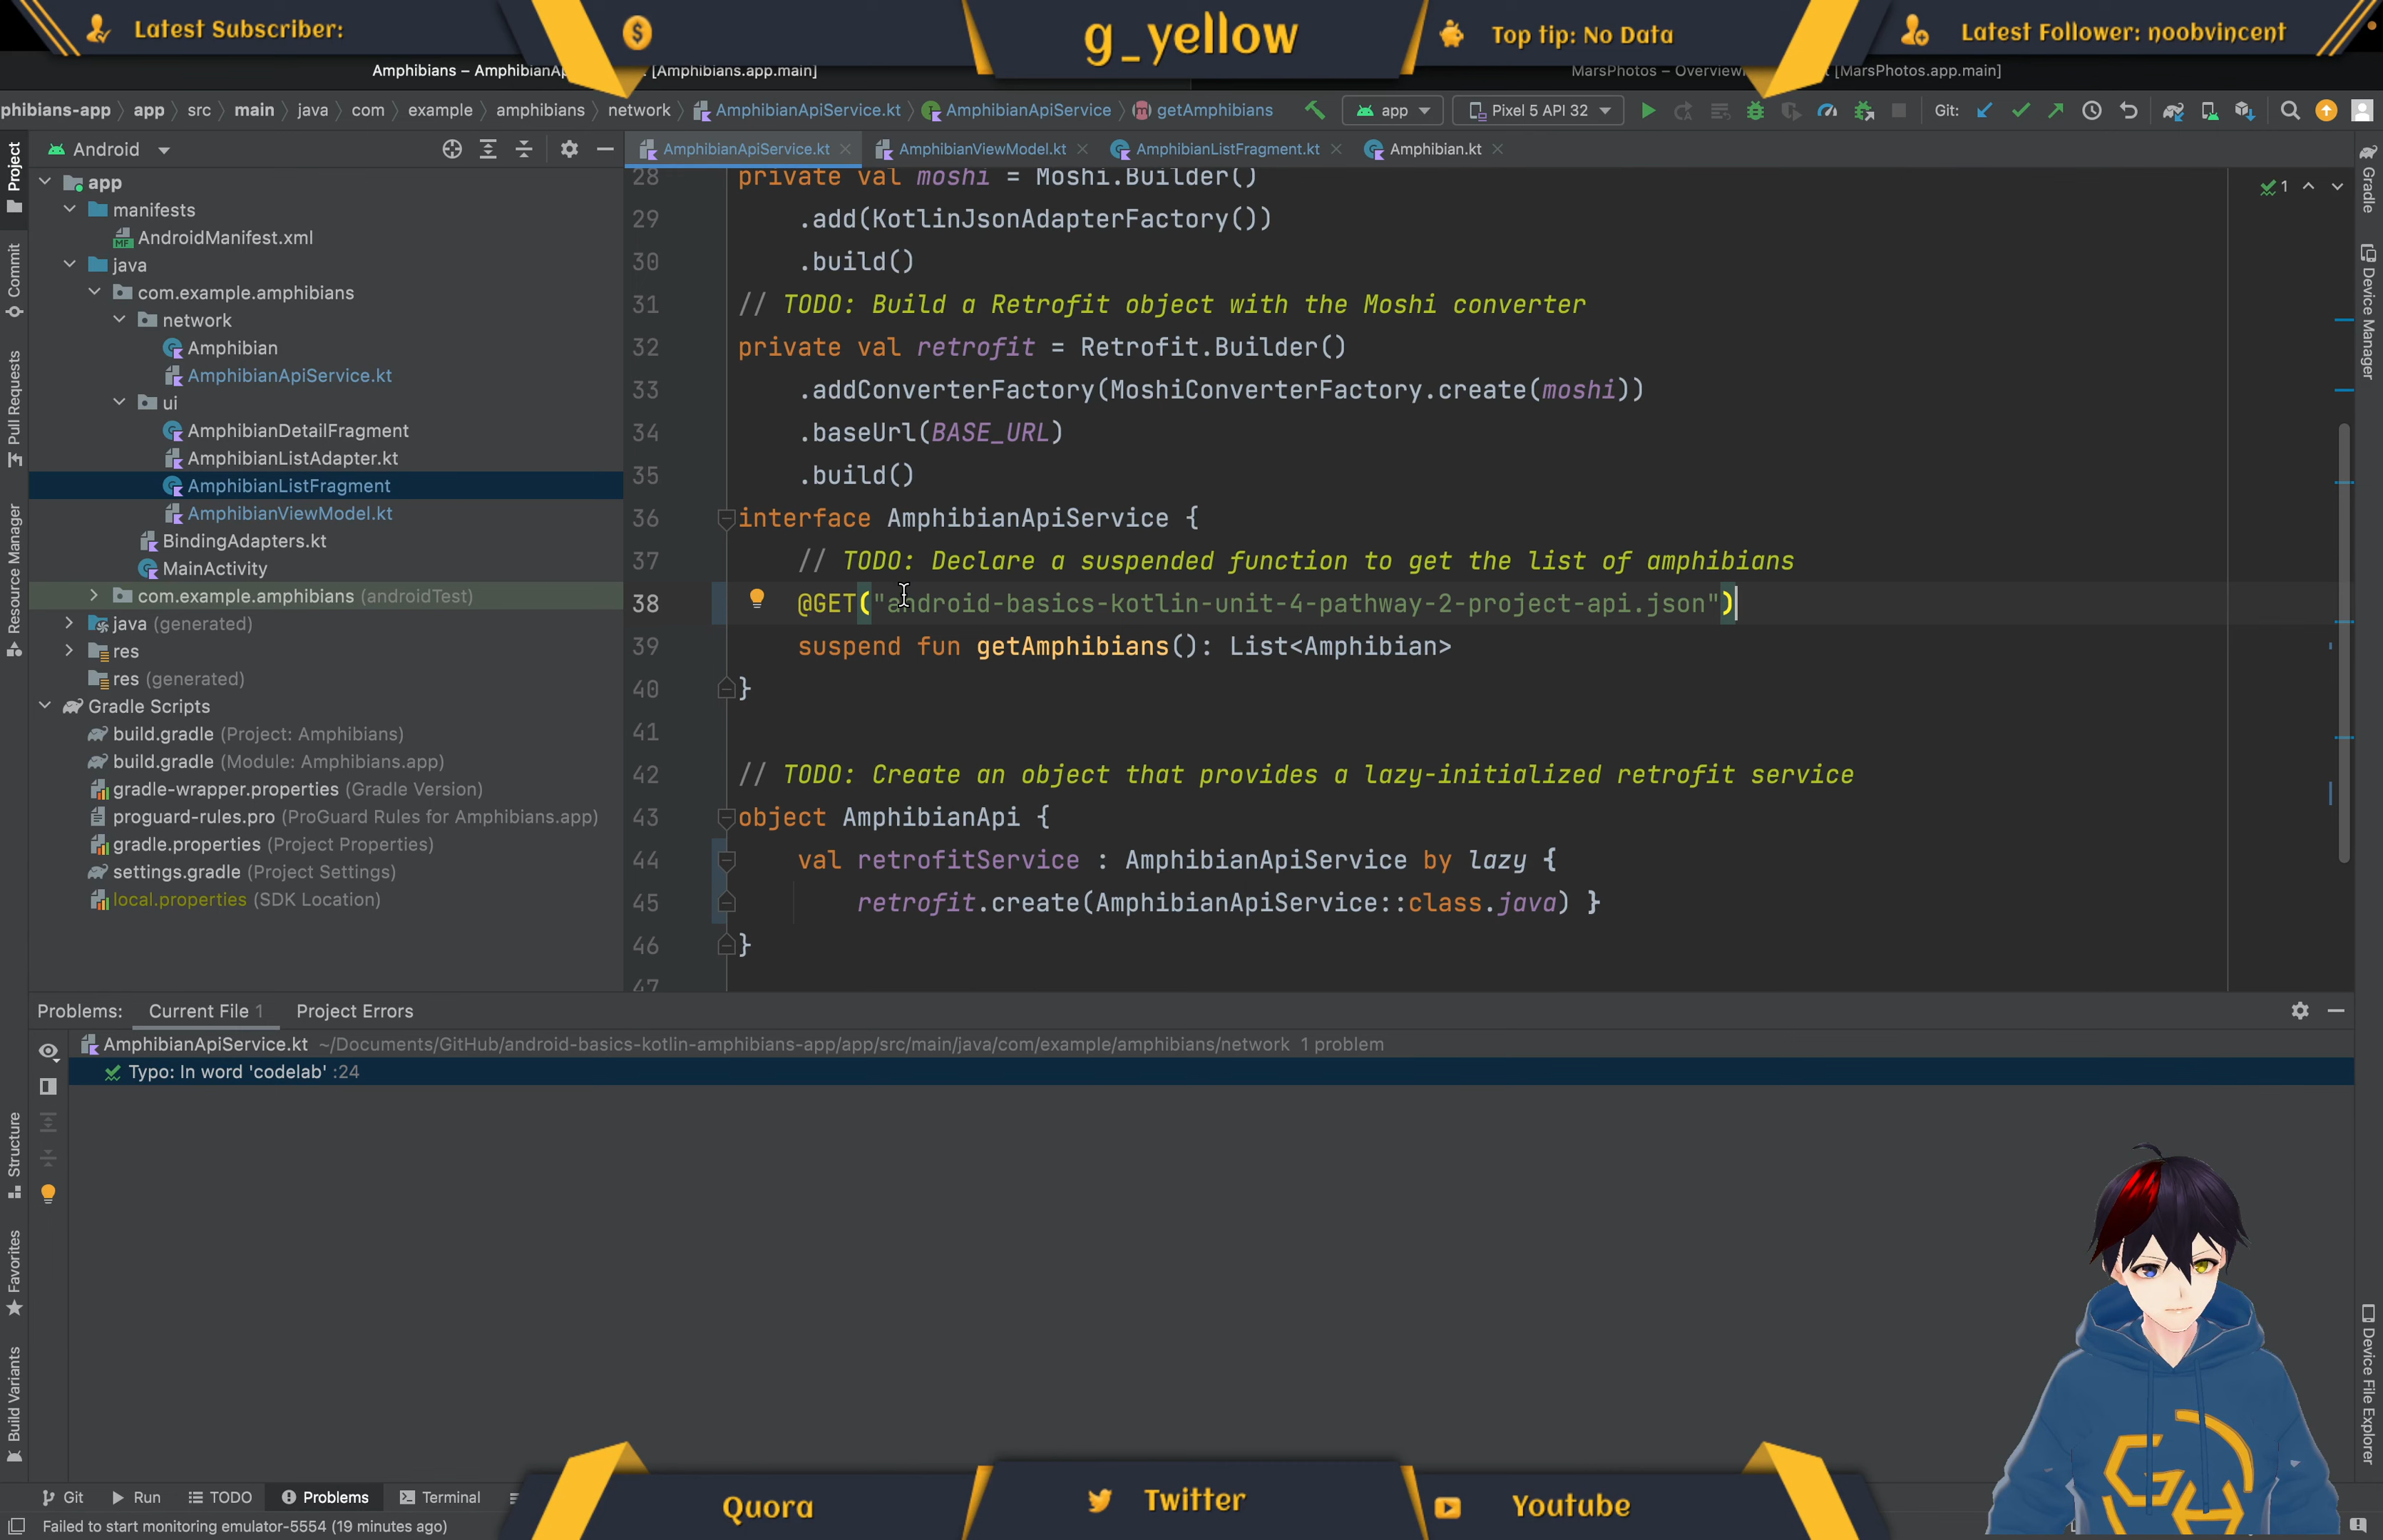 Latest Subscriber:
g_yellow
Top tip: No Data
Latest Follower: noobvincent
Amphibians – AmphibianAp
[Amphibians.app.main]
MarsPhotos – Overview
[MarsPhotos.app.main]
phibians-app
app
src
main
java
com
example
amphibians
network
AmphibianApiService.kt
AmphibianApiService
getAmphibians
app
Pixel 5 API 32
Git:
Project
Commit
Pull Requests
Resource Manager
Structure
Favorites
Build Variants
Android
app
manifests
AndroidManifest.xml
java
com.example.amphibians
network
Amphibian
AmphibianApiService.kt
ui
AmphibianDetailFragment
AmphibianListAdapter.kt
AmphibianListFragment
AmphibianViewModel.kt
BindingAdapters.kt
MainActivity
com.example.amphibians (androidTest)
java (generated)
res
res (generated)
Gradle Scripts
build.gradle (Project: Amphibians)
build.gradle (Module: Amphibians.app)
gradle-wrapper.properties (Gradle Version)
proguard-rules.pro (ProGuard Rules for Amphibians.app)
gradle.properties (Project Properties)
settings.gradle (Project Settings)
local.properties (SDK Location)
AmphibianApiService.kt
AmphibianViewModel.kt
AmphibianListFragment.kt
Amphibian.kt
1
28 private val moshi = Moshi.Builder()
29 .add(KotlinJsonAdapterFactory())
30 .build()
31 // TODO: Build a Retrofit object with the Moshi converter
32 private val retrofit = Retrofit.Builder()
33 .addConverterFactory(MoshiConverterFactory.create(moshi))
34 .baseUrl(BASE_URL)
35 .build()
36 interface AmphibianApiService {
37 // TODO: Declare a suspended function to get the list of amphibians
38 @GET("android-basics-kotlin-unit-4-pathway-2-project-api.json")
39 suspend fun getAmphibians(): List<Amphibian>
40 }
41
42 // TODO: Create an object that provides a lazy-initialized retrofit service
43 object AmphibianApi {
44 val retrofitService : AmphibianApiService by lazy {
45 retrofit.create(AmphibianApiService::class.java) }
46 }
47
Gradle
Device Manager
Device File Explorer
Problems: Current File 1 Project Errors
AmphibianApiService.kt ~/Documents/GitHub/android-basics-kotlin-amphibians-app/app/src/main/java/com/example/amphibians/network 1 problem
Typo: In word 'codelab' :24
Git
Run
TODO
Problems
Terminal
Failed to start monitoring emulator-5554 (19 minutes ago)
Quora
Twitter
Youtube